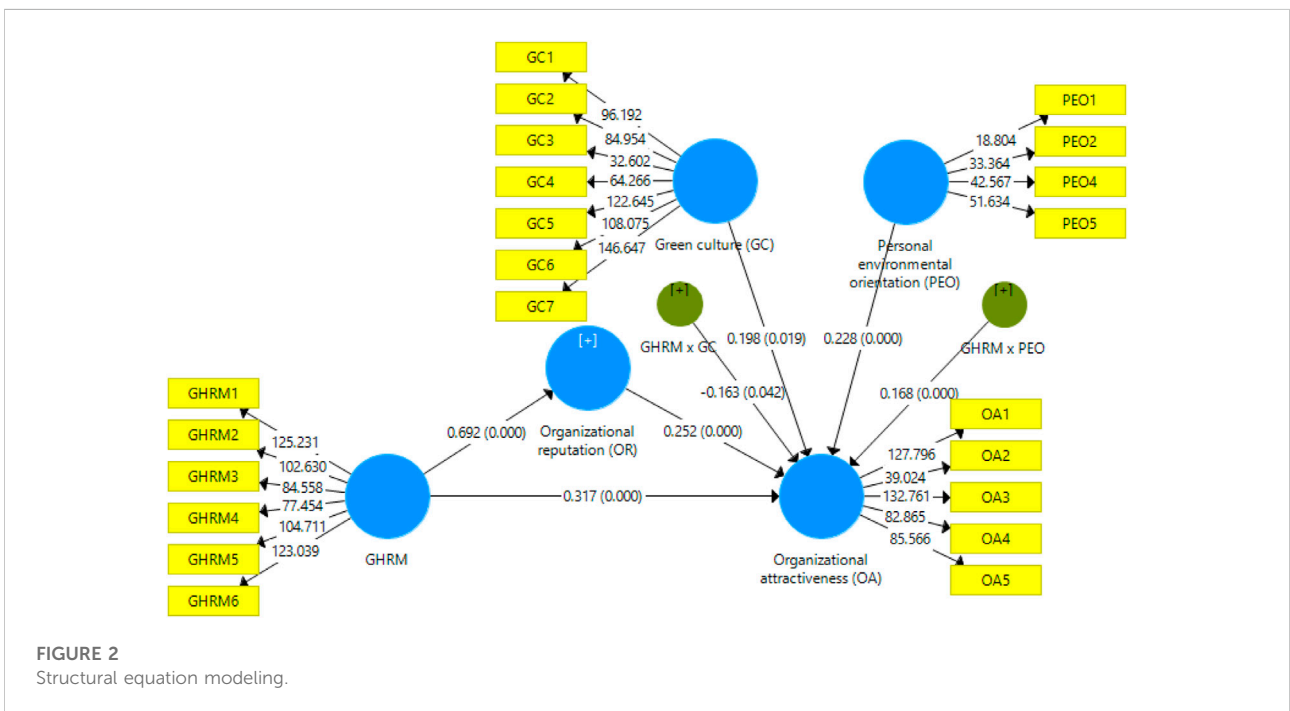 GC1
GC2
GC3
GC4
GC5
GC6
GC7
96.192
84.954
32.602
64.266
122.645
108.075
146.647
Green culture (GC)
PEO1
PEO2
PEO4
PEO5
18.804
33.364
42.567
51.634
Personal
environmental
orientation (PEO)
[+]
GHRM x GC
[+]
GHRM x PEO
0.198 (0.019)
0.228 (0.000)
-0.163 (0.042)
0.168 (0.000)
[+]
Organizational
reputation (OR)
0.692 (0.000)
0.252 (0.000)
0.317 (0.000)
GHRM1
GHRM2
GHRM3
GHRM4
GHRM5
GHRM6
125.231
102.630
84.558
77.454
104.711
123.039
GHRM
OA1
OA2
OA3
OA4
OA5
127.796
39.024
132.761
82.865
85.566
Organizational
attractiveness (OA)
FIGURE 2
Structural equation modeling.